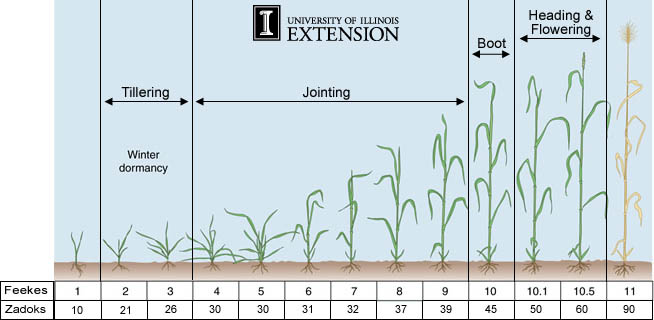 I
UNIVERSITY OF ILLINOIS
EXTENSION
Heading &
Flowering
Boot
Tillering
Jointing
Winter
dormancy
Feekes 1 2 3 4 5 6 7 8 9 10 10.1 10.5 11
Zadoks 10 21 26 30 30 31 32 37 39 45 50 60 90